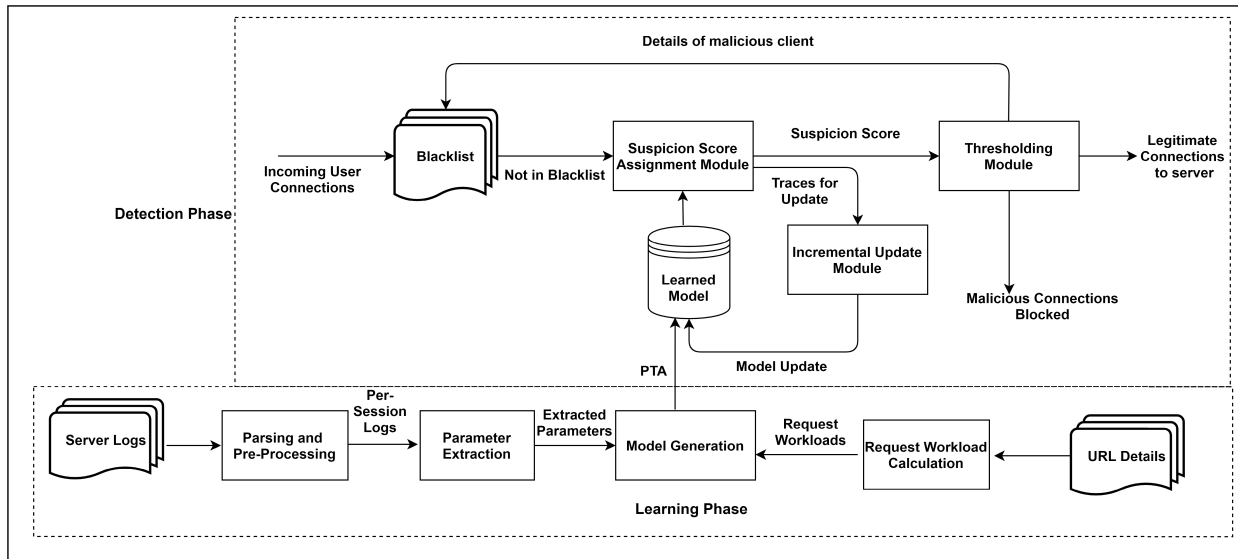 Details of malicious client
Blacklist
Incoming User
Connections
Not in Blacklist
Suspicion Score
Assignment Module
Suspicion Score
Thresholding
Module
Legitimate
Connections
to server
Traces for
Update
Detection Phase
Incremental Update
Module
Learned
Model
Malicious Connections
Blocked
Model Update
PTA
Server Logs
Parsing and
Pre-Processing
Per-
Session
Logs
Parameter
Extraction
Extracted
Parameters
Model Generation
Request
Workloads
Request Workload
Calculation
URL Details
Learning Phase